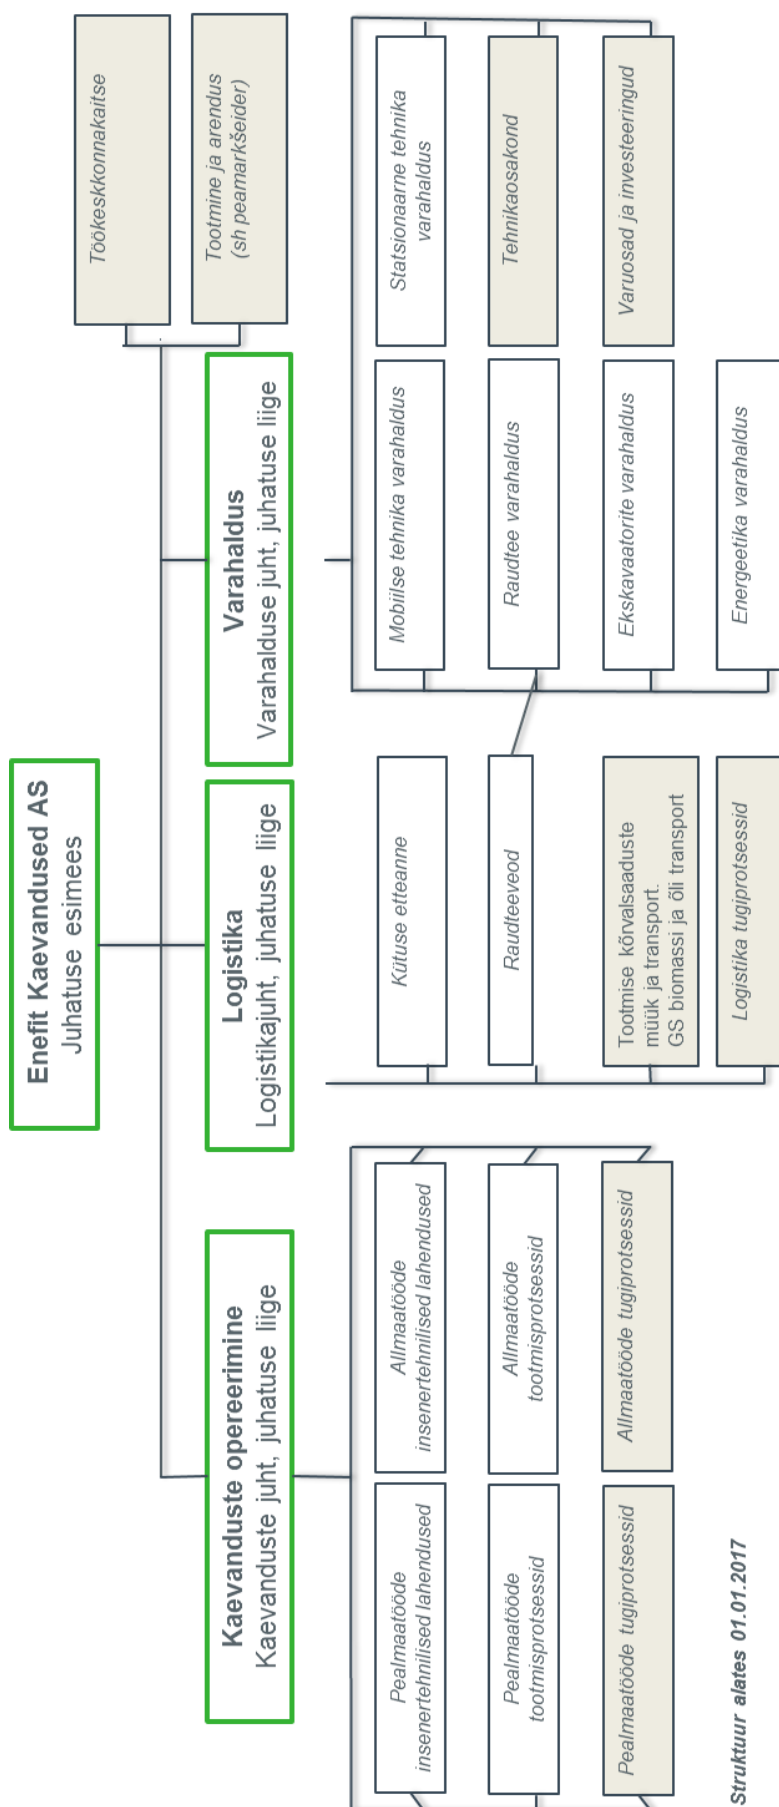 Enefit Kaevandused AS
Juhatuse esimees
Töökeskkonnakaitse
Tootmine ja arendus
(sh peamarkšeider)
Kaevanduste opereerimine
Kaevanduste juht, juhatuse liige
Logistika
Logistikajuht, juhatuse liige
Varahaldus
Varahalduse juht, juhatuse liige
Pealmaatööde
insenertehnilised lahendused
Allmaatööde
insenertehnilised lahendused
Pealmaatööde
tootmisprotsessid
Allmaatööde
tootmisprotsessid
Pealmaatööde tugiprotsessid
Allmaatööde tugiprotsessid
Kütuse etteanne
Raudteeveod
Tootmise kõrvalsaaduste
müük ja transport.
GS biomassi ja õli transport
Logistika tugiprotsessid
Mobiilse tehnika varahaldus
Statsionaarne tehnika
varahaldus
Raudtee varahaldus
Tehnikaosakond
Ekskavaatorite varahaldus
Varuosad ja investeeringud
Energeetika varahaldus
Struktuur alates 01.01.2017